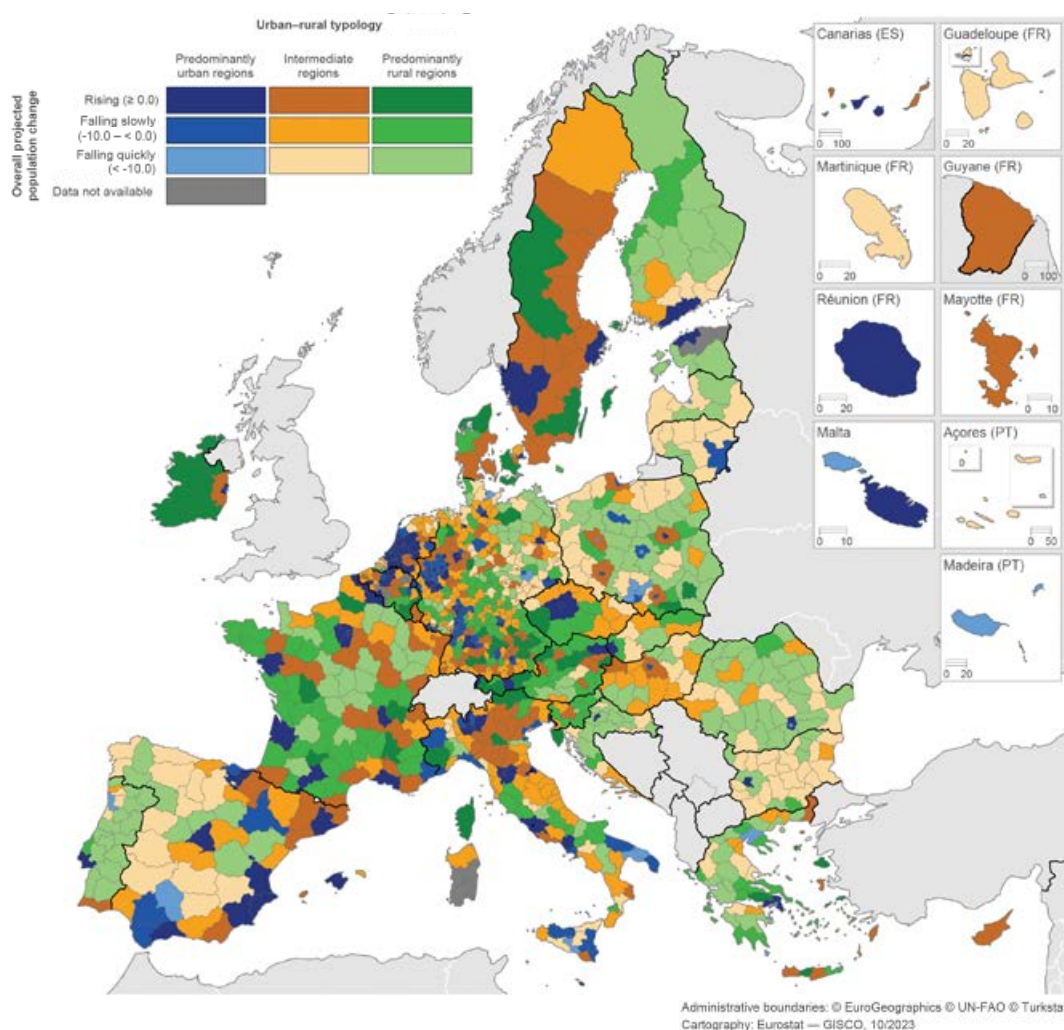 Urban–rural typology
Predominantly
urban regions
Intermediate
regions
Predominantly
rural regions
Overall projected
population change
Rising (≥ 0.0)
Falling slowly
(-10.0 – < 0.0)
Falling quickly
(< -10.0)
Data not available
Canarias (ES)
0 100
Guadeloupe (FR)
0 20
Martinique (FR)
0 20
Guyane (FR)
0 100
Réunion (FR)
0 20
Mayotte (FR)
0 10
Malta
0 10
Açores (PT)
0 50
Madeira (PT)
0 20
Administrative boundaries: © EuroGeographics © UN-FAO © Turksta
Cartography: Eurostat — GISCO, 10/2023